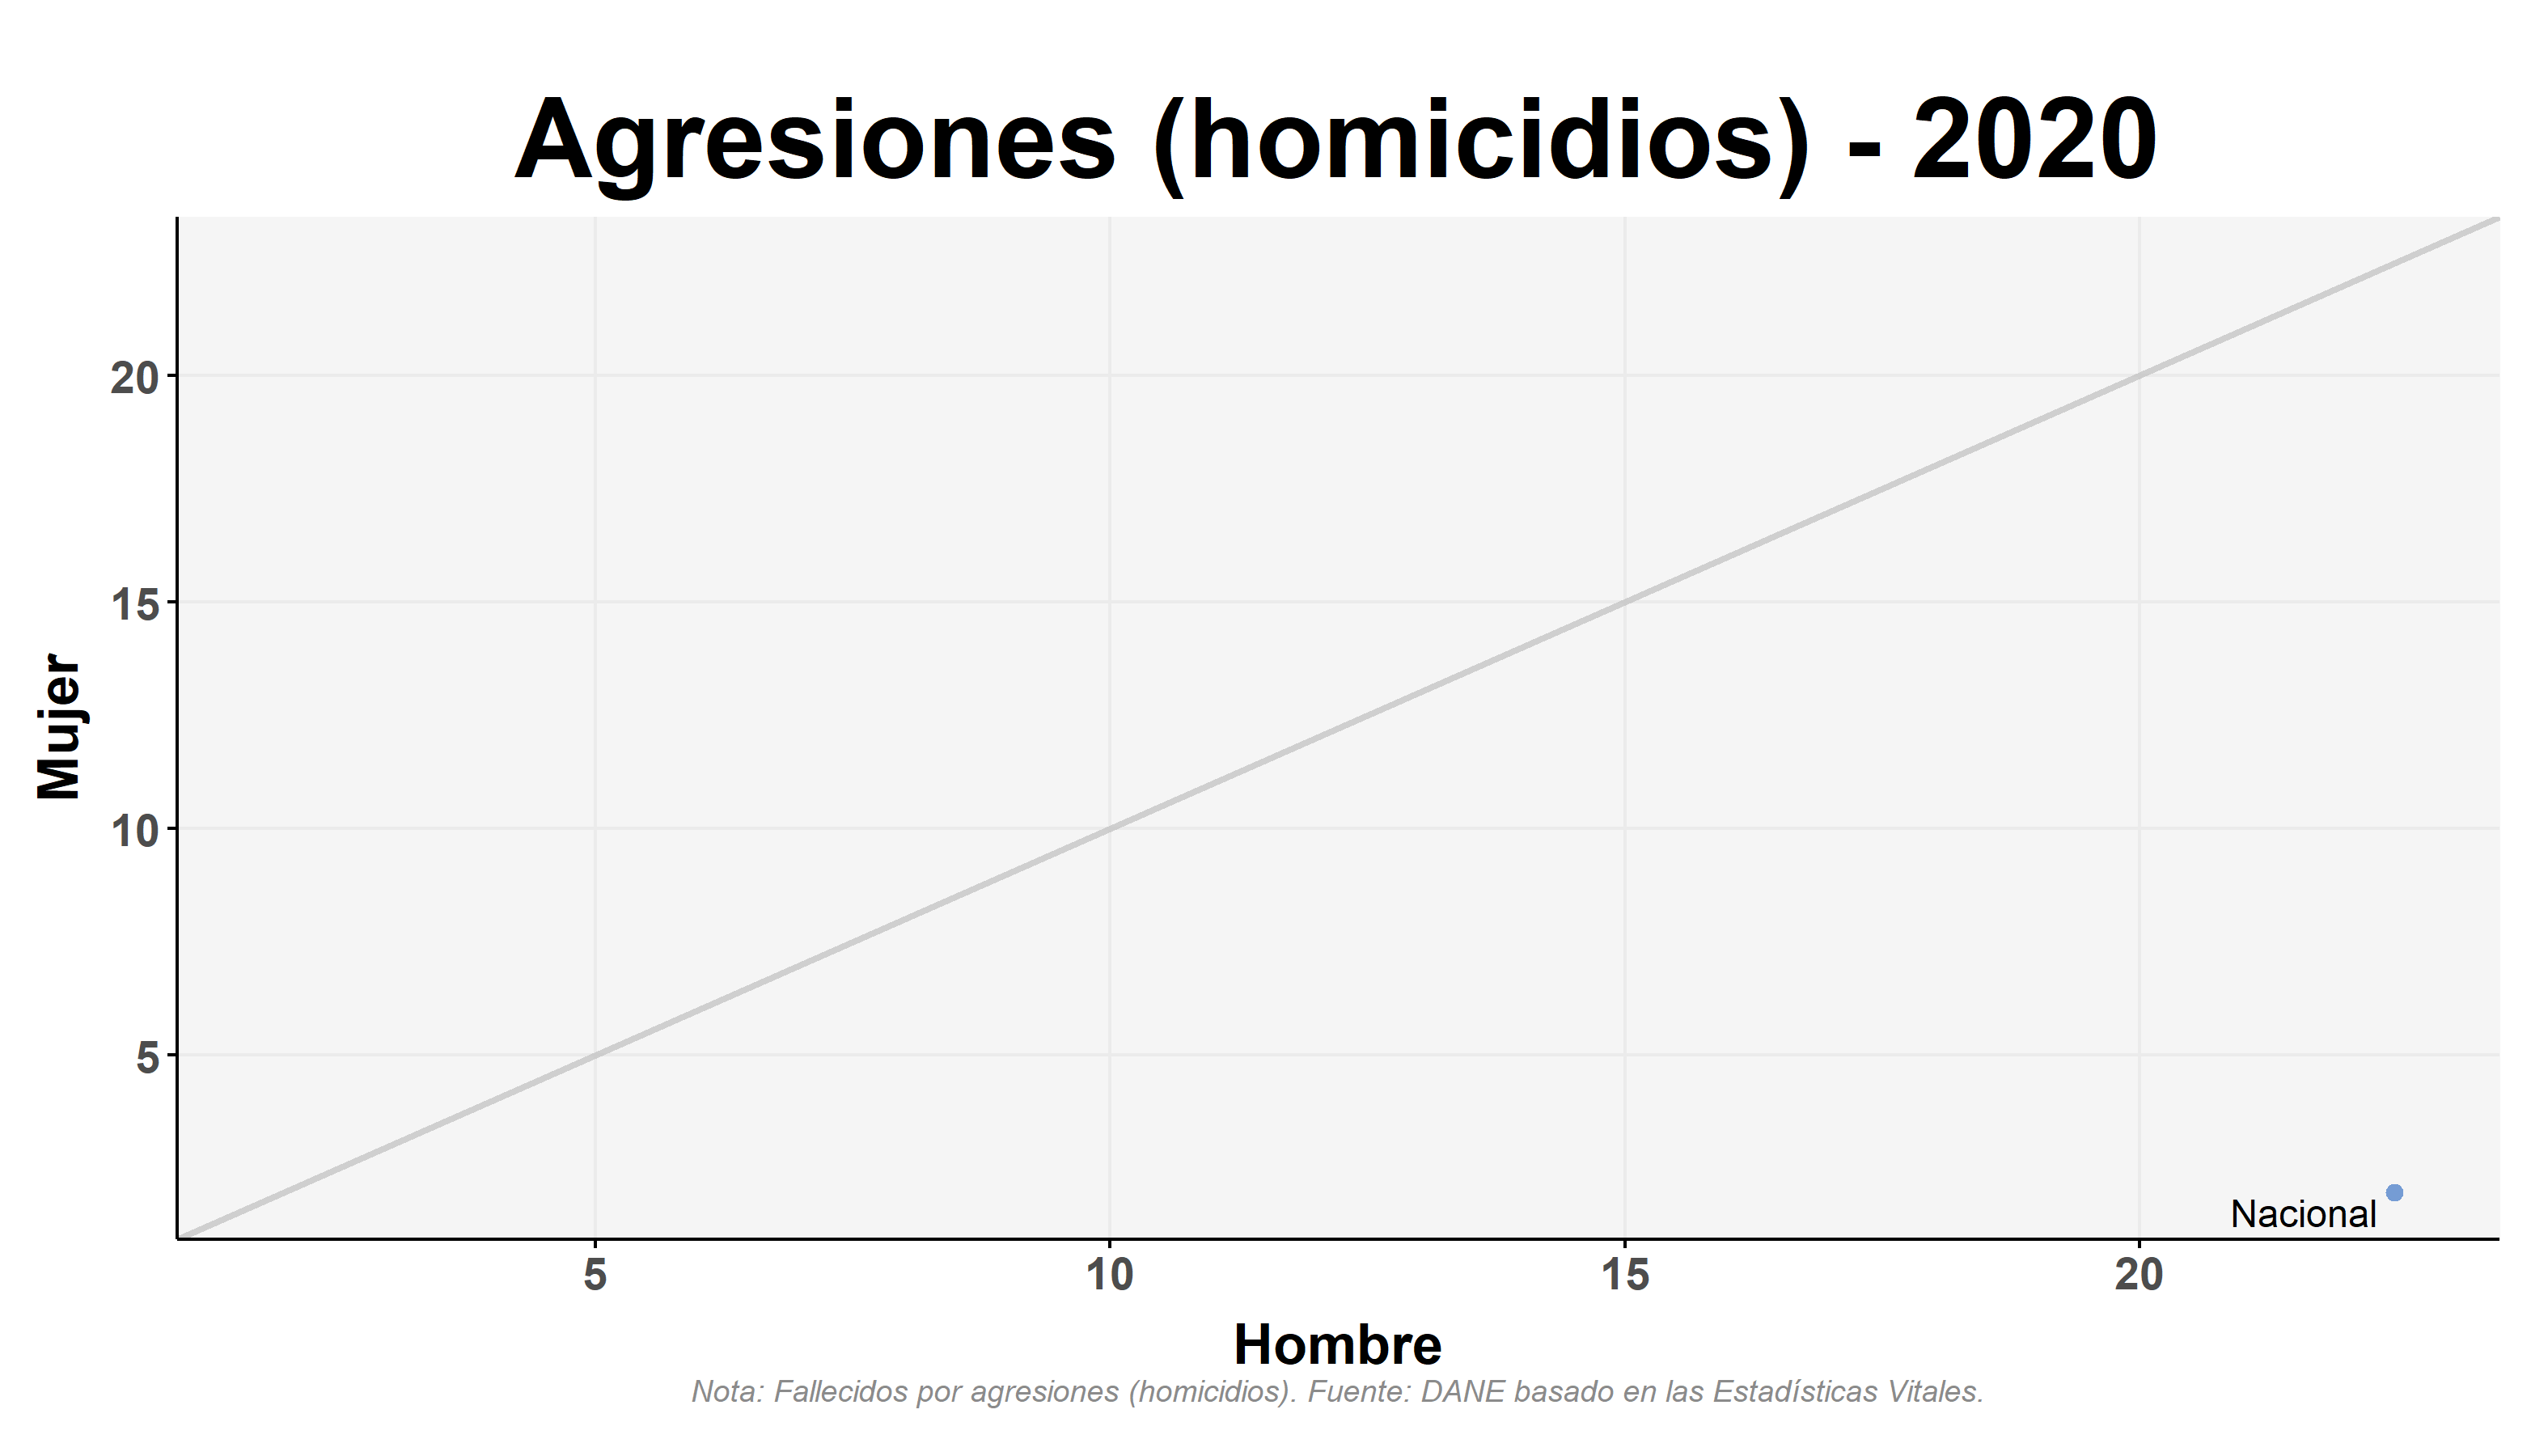 Agresiones (homicidios) - 2020
20
15
10
5
Mujer
Nacional
5 10 15 20
Hombre
Nota: Fallecidos por agresiones (homicidios). Fuente: DANE basado en las Estadísticas Vitales.